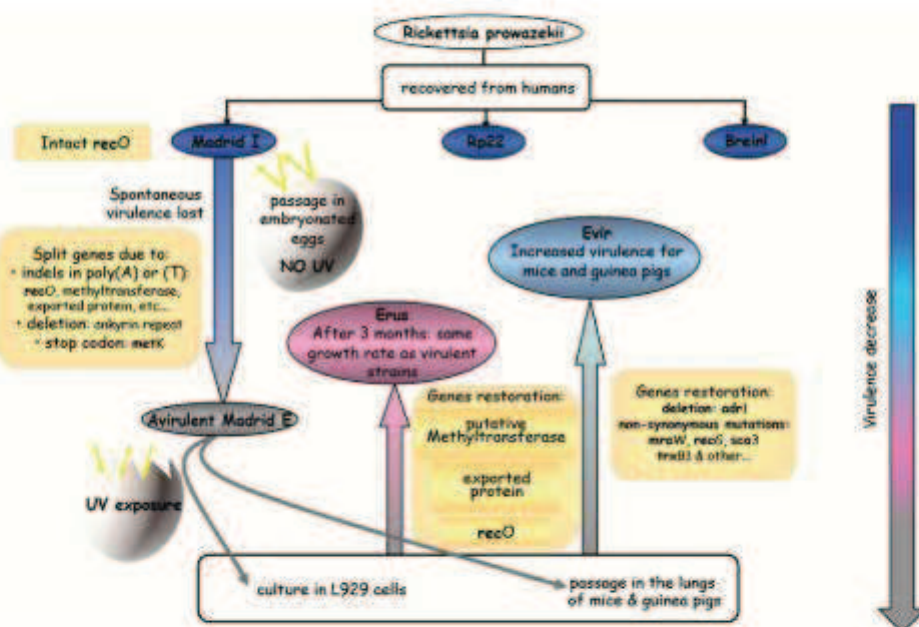 Rickettsia prowazekii
recovered from humans
Intact recO
Madrid I
Rp22
Breinl
Spontaneous
virulence lost
passage in
embryonated
eggs
NO UV
Split genes due to:
• indels in poly(A) or (T):
recO, methyltransferase,
exported protein, etc...
• deletion: ankyrin repeat
• stop codon: metK
Evir
Increased virulence for
mice and guinea pigs
Erus
After 3 months: same
growth rate as virulent
strains
Virulence decrease
Avirulent Madrid E
Genes restoration:
putative
Methyltransferase
exported
protein
recO
Genes restoration:
deletion: adr1
non-synonymous mutations:
mraW, recG, sca3
& other...
UV exposure
culture in L929 cells
passage in the lungs
of mice & guinea pigs